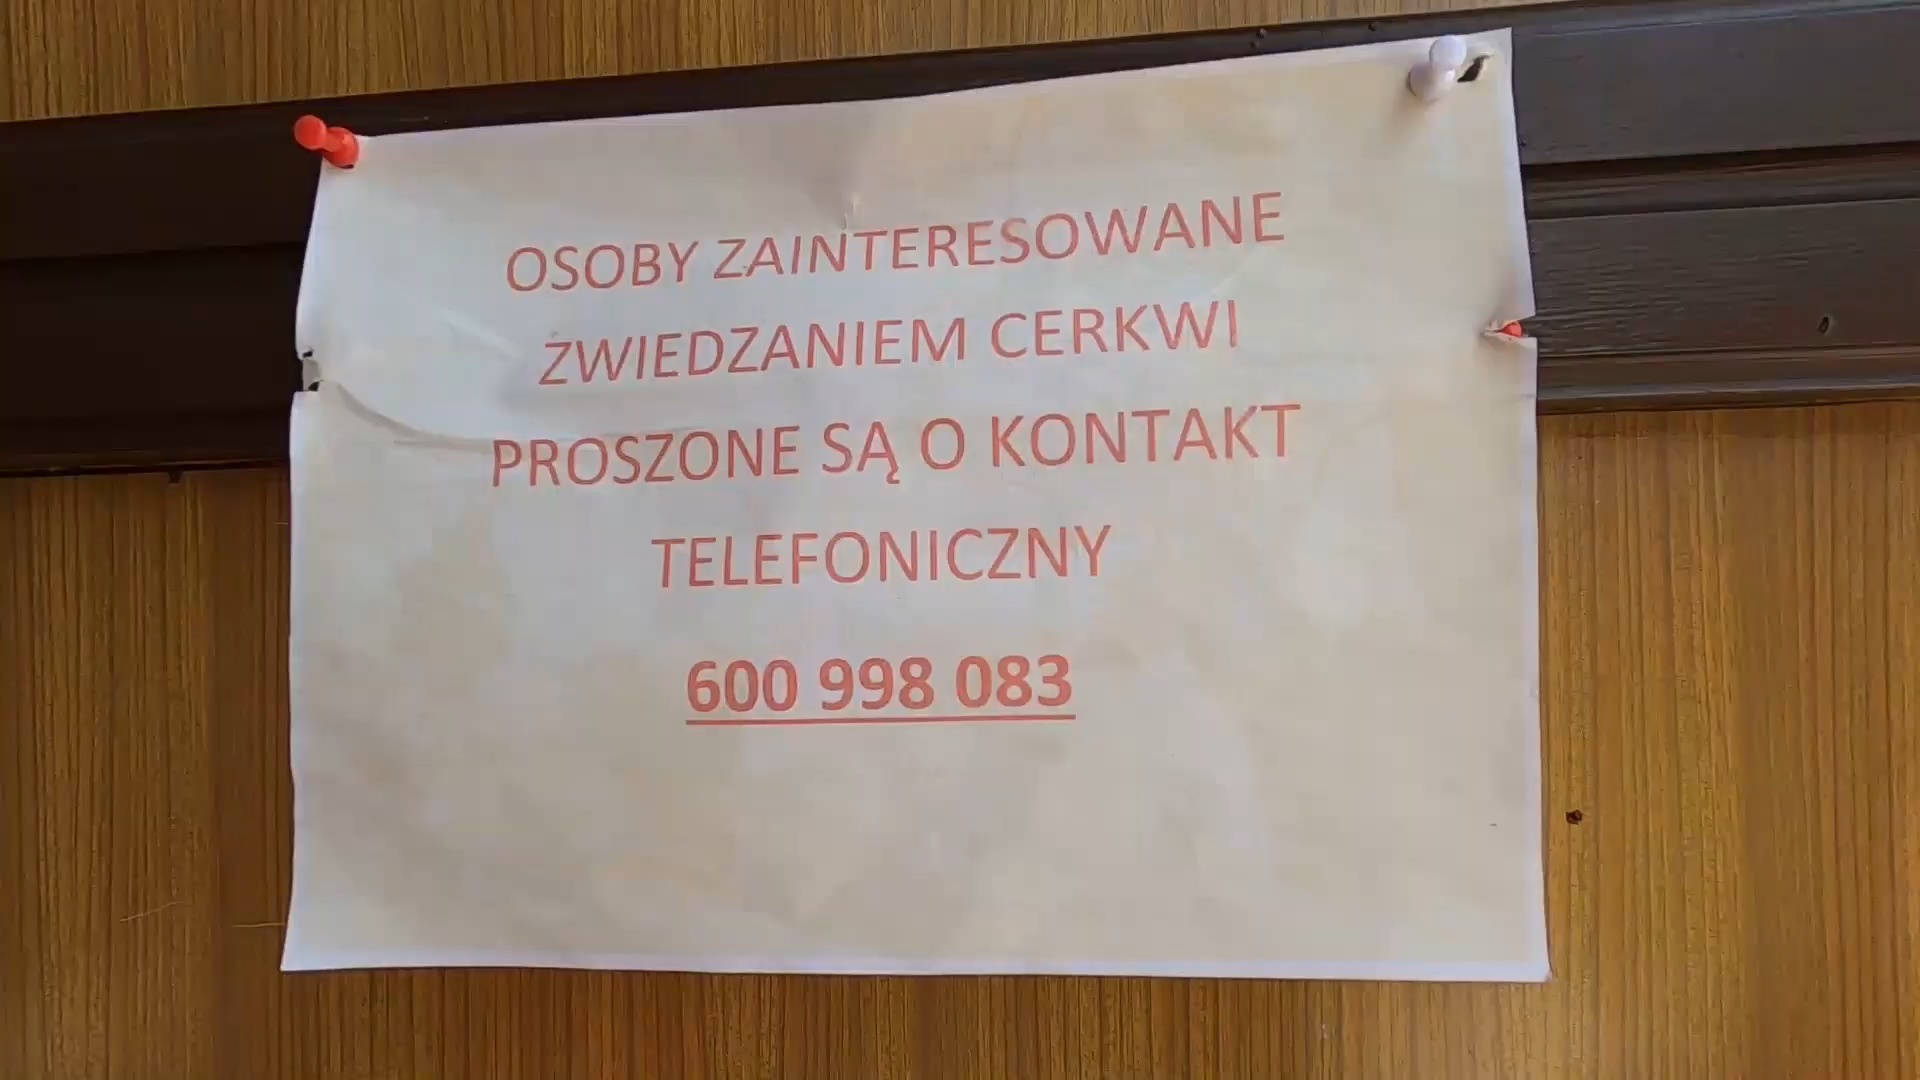 OSOBY ZAINTERESOWANE
ZWIEDZANIEM CERKWI
PROSZONE SĄ O KONTAKT
TELEFONICZNY
600 998 083